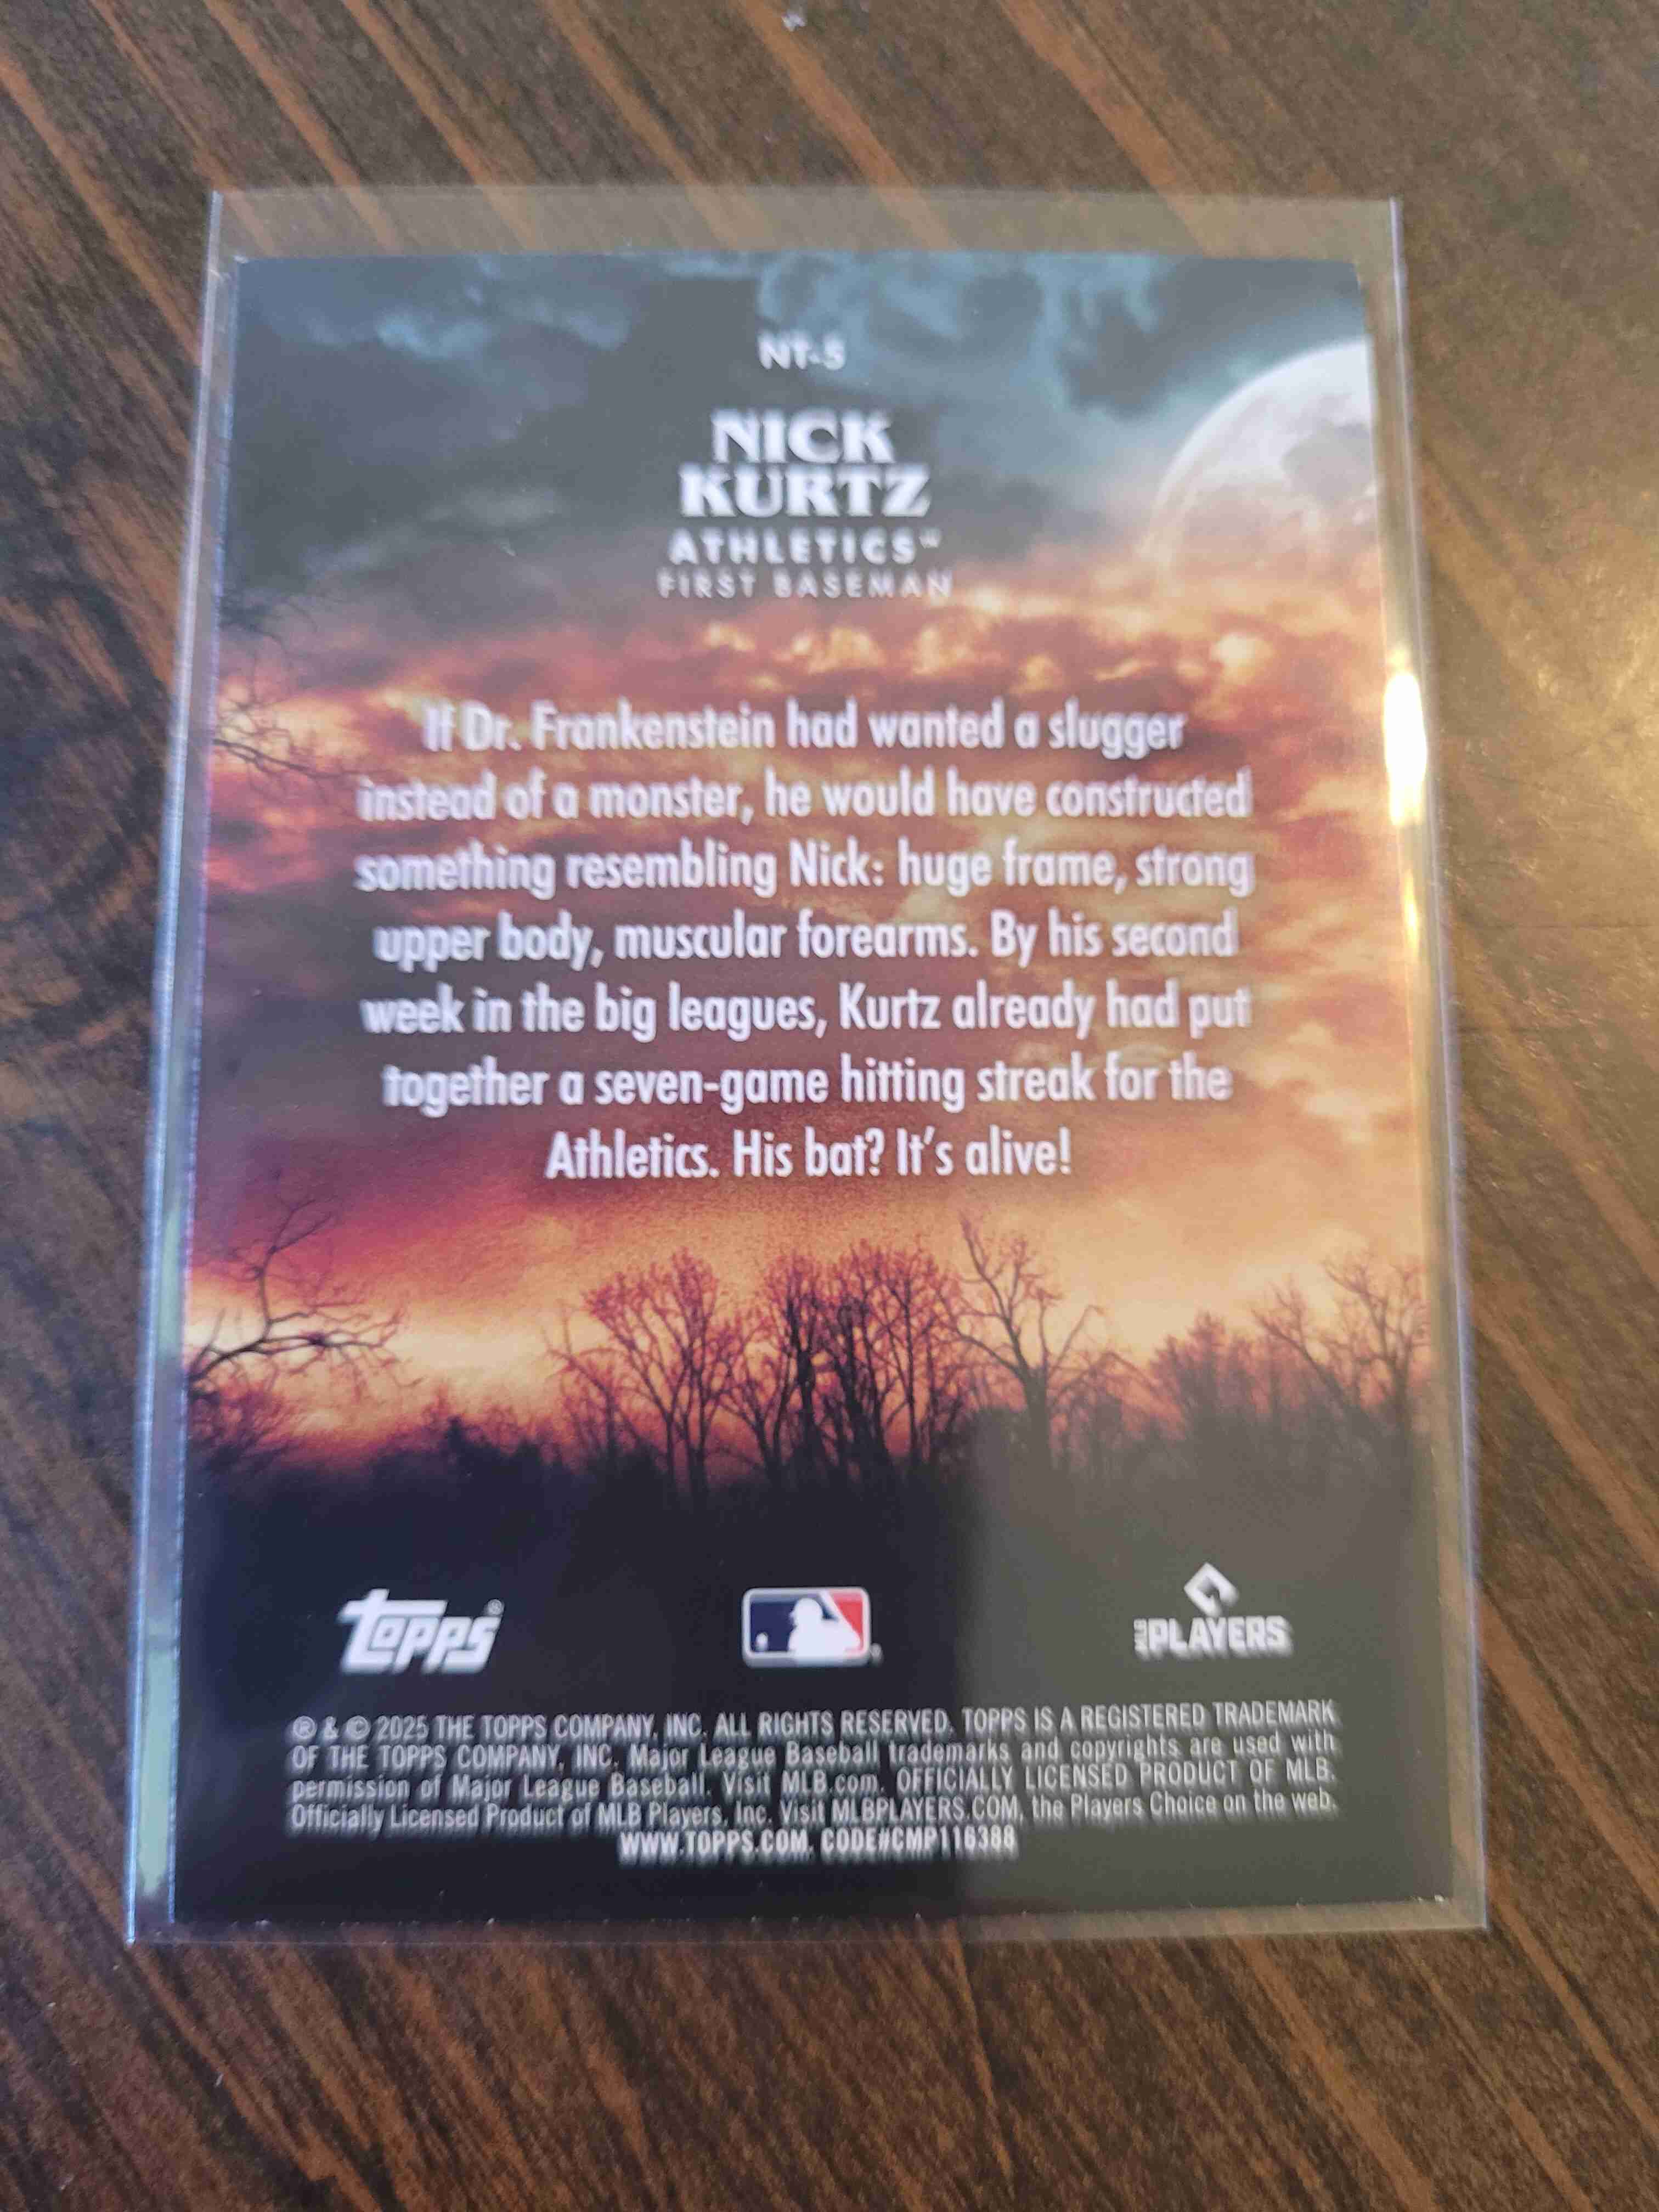 NT-5
NICK
KURTZ
ATHLETICS™
FIRST BASEMAN
If Dr. Frankenstein had wanted a slugger
instead of a monster, he would have constructed
something resembling Nick: huge frame, strong
upper body, muscular forearms. By his second
week in the big leagues, Kurtz already had put
together a seven-game hitting streak for the
Athletics. His bat? It's alive!
Topps®
MLB PLAYERS
® & © 2025 THE TOPPS COMPANY, INC. ALL RIGHTS RESERVED. TOPPS IS A REGISTERED TRADEMARK
OF THE TOPPS COMPANY, INC. Major League Baseball trademarks and copyrights are used with
permission of Major League Baseball. Visit MLB.com. OFFICIALLY LICENSED PRODUCT OF MLB.
Officially Licensed Product of MLB Players, Inc. Visit MLBPLAYERS.COM, the Players Choice on the web.
WWW.TOPPS.COM. CODE#CMP116388